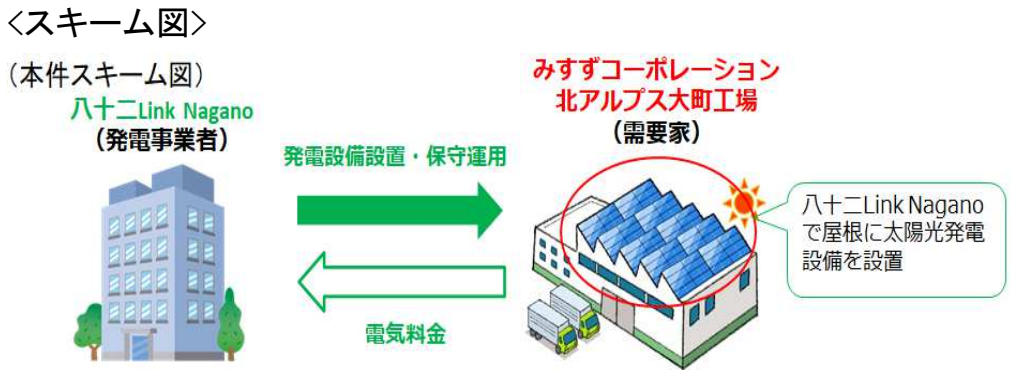 <スキーム図>
（本件スキーム図）
八十二Link Nagano
（発電事業者）
発電設備設置・保守運用
電気料金
みすずコーポレーション
北アルプス大町工場
（需要家）
八十二Link Nagano
で屋根に太陽光発電
設備を設置